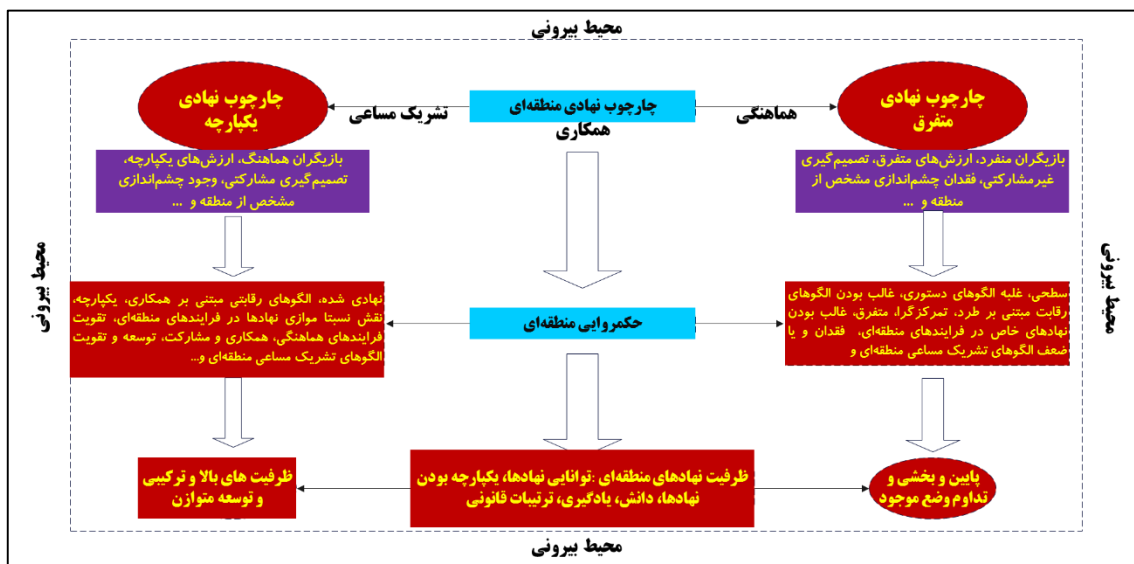 محیط بیرونی
چارچوب نهادی
متفرق
هماهنگی
چارچوب نهادی منطقه‌ای
همکاری
تشریک مساعی
چارچوب نهادی
یکپارچه
بازیگران منفرد، ارزش‌های متفرق، تصمیم‌گیری
غیرمشارکتی، فقدان چشم‌اندازی مشخص از
منطقه و ...
بازیگران هماهنگ، ارزش‌های یکپارچه،
تصمیم‌گیری مشارکتی، وجود چشم‌اندازی
مشخص از منطقه و ...
محیط بیرونی
محیط بیرونی
سطحی، غلبه الگوهای دستوری، غالب بودن الگوهای
رقابت مبتنی بر طرد، تمرکزگرا، متفرق، غالب بودن
نهادهای خاص در فرایندهای منطقه‌ای، فقدان و یا
ضعف الگوهای تشریک مساعی منطقه‌ای و
حکمروایی منطقه‌ای
نهادی شده، الگوهای رقابتی مبتنی بر همکاری، یکپارچه،
نقش نسبتا موازی نهادها در فرایندهای منطقه‌ای، تقویت
فرایندهای هماهنگی، همکاری و مشارکت، توسعه و تقویت
الگوهای تشریک مساعی منطقه‌ای و...
پایین و بخشی و
تداوم وضع موجود
ظرفیت نهادهای منطقه‌ای :توانایی نهادها، یکپارچه بودن
نهادها، دانش، یادگیری، ترتیبات قانونی
ظرفیت های بالا و ترکیبی
و توسعه متوازن
محیط بیرونی